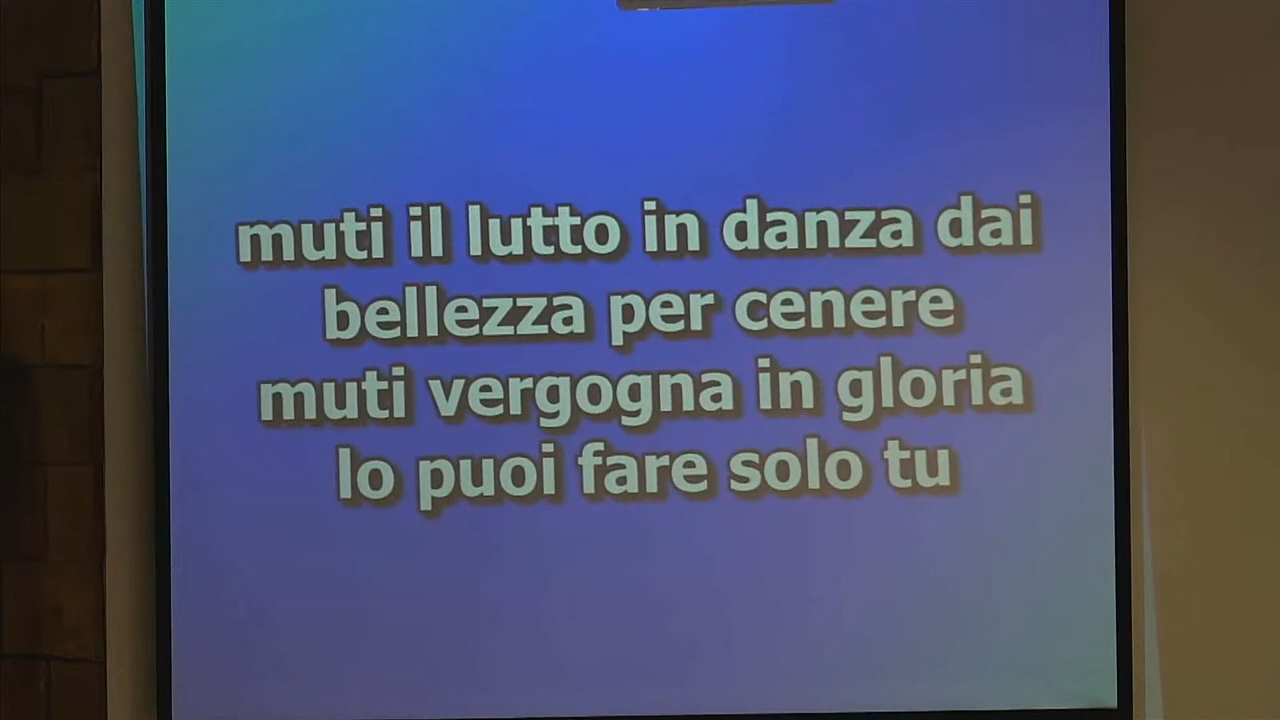 muti il lutto in danza dai
bellezza per cenere
muti vergogna in gloria
lo puoi fare solo tu